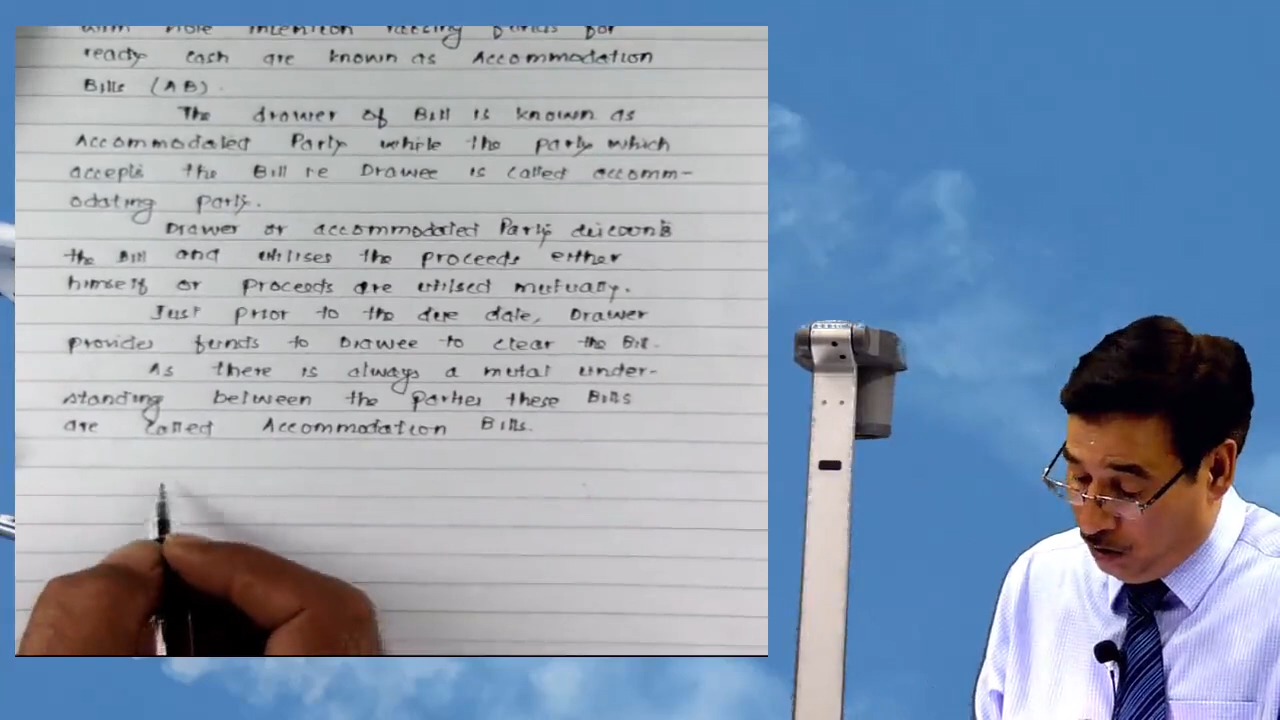 ready cash are known as Accommodation
Bills (AB).
The drawer of Bill is known as
Accommodated Party while the party which
accepts the Bill ie Drawee is called accomm-
odating party.
Drawer or accommodated Party discounts
the Bill and utilises the proceeds either
himself or proceeds are utilsed mutually.
Just prior to the due date, Drawer
provides funds to Drawee to clear the Bill.
As there is always a mutal under-
standing between the parties these Bills
are called Accommodation Bills.